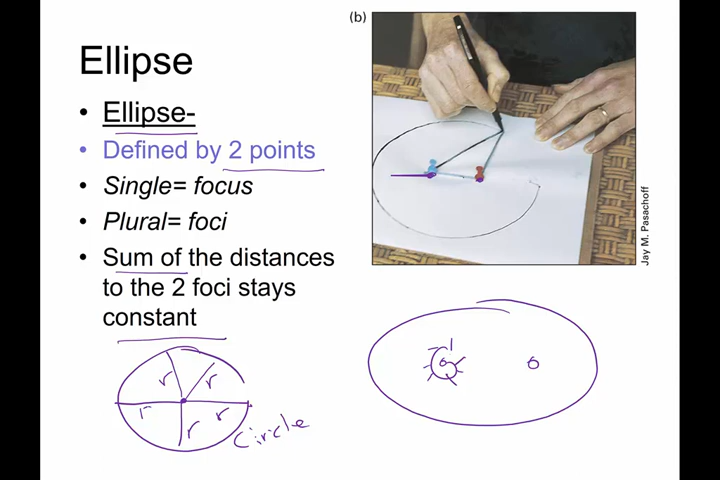 (b)
Ellipse
• Ellipse-
• Defined by 2 points
• Single= focus
• Plural= foci
• Sum of the distances
to the 2 foci stays
constant
Jay M. Pasachoff
r
r
r
r
r
Circle